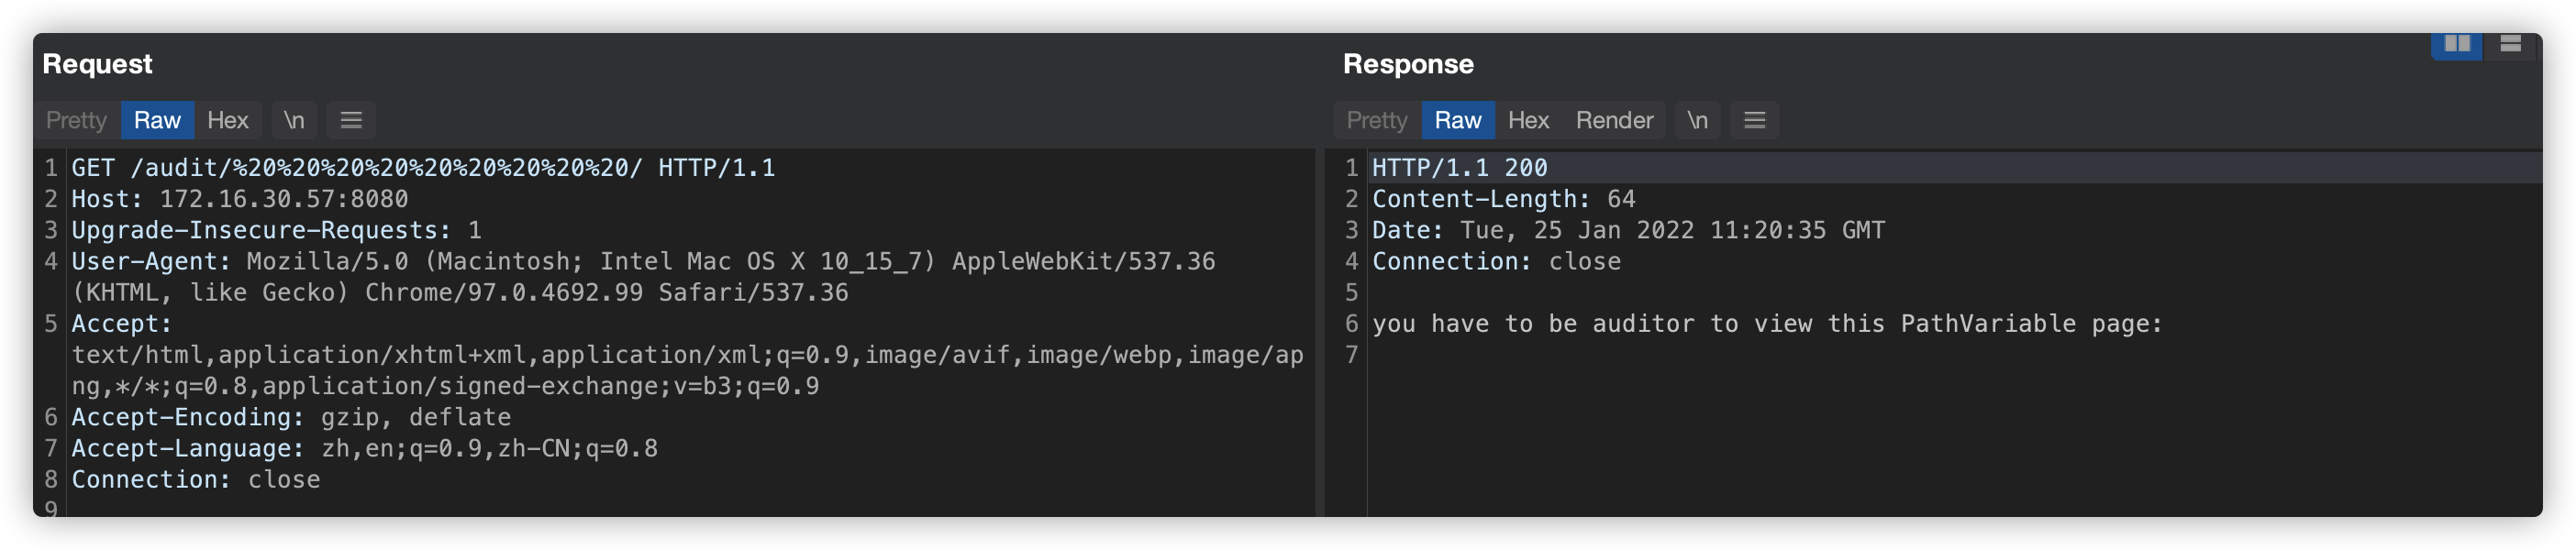 Request
Response
Pretty Raw Hex \n ☰
Pretty Raw Hex Render \n ☰
1 GET /audit/%20%20%20%20%20%20%20%20%20/ HTTP/1.1
2 Host: 172.16.30.57:8080
3 Upgrade-Insecure-Requests: 1
4 User-Agent: Mozilla/5.0 (Macintosh; Intel Mac OS X 10_15_7) AppleWebKit/537.36
(KHTML, like Gecko) Chrome/97.0.4692.99 Safari/537.36
5 Accept:
text/html,application/xhtml+xml,application/xml;q=0.9,image/avif,image/webp,image/ap
ng,*/*;q=0.8,application/signed-exchange;v=b3;q=0.9
6 Accept-Encoding: gzip, deflate
7 Accept-Language: zh,en;q=0.9,zh-CN;q=0.8
8 Connection: close
9
1 HTTP/1.1 200
2 Content-Length: 64
3 Date: Tue, 25 Jan 2022 11:20:35 GMT
4 Connection: close
5
6 you have to be auditor to view this PathVariable page:
7